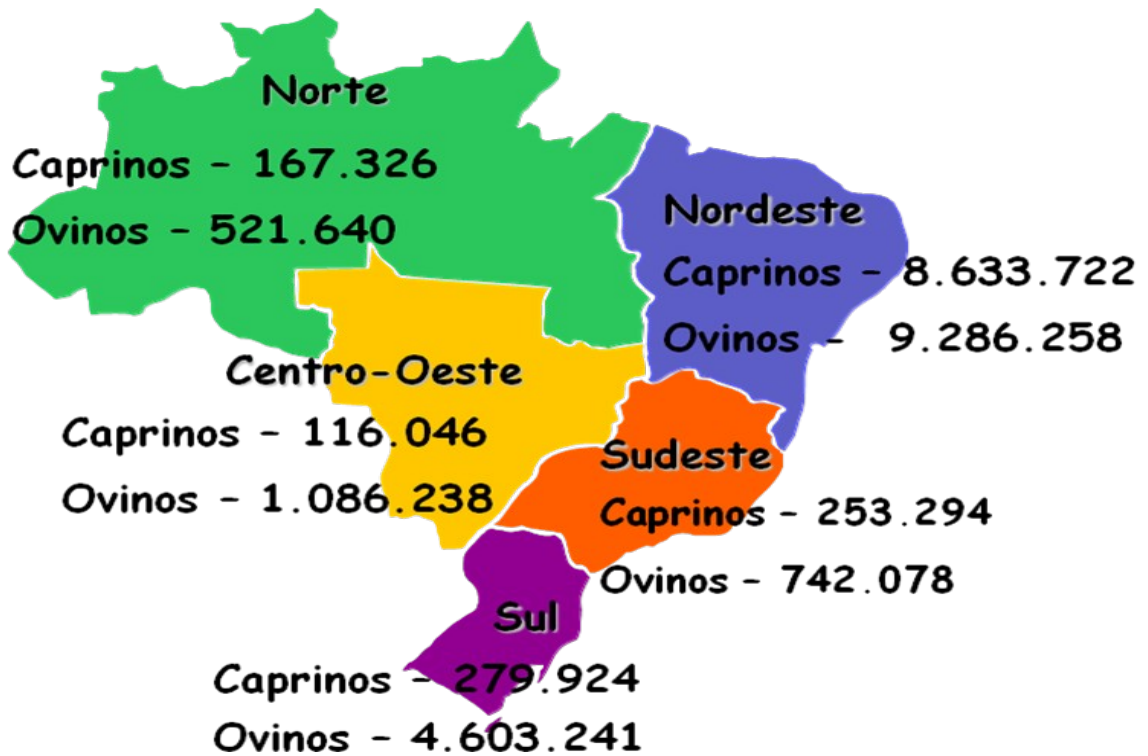 Norte
Caprinos - 167.326
Ovinos - 521.640
Nordeste
Caprinos - 8.633.722
Ovinos - 9.286.258
Centro-Oeste
Caprinos - 116.046
Ovinos - 1.086.238
Sudeste
Caprinos - 253.294
Ovinos - 742.078
Sul
Caprinos - 279.924
Ovinos - 4.603.241